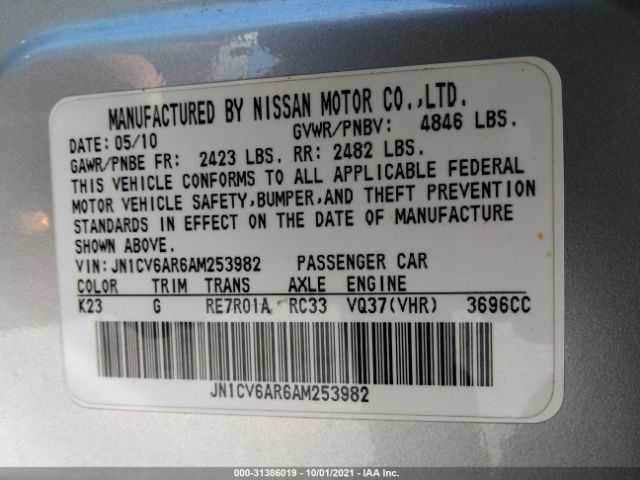 MANUFACTURED BY NISSAN MOTOR CO.,LTD.
DATE: 05/10 GVWR/PNBV: 4846 LBS.
GAWR/PNBE FR: 2423 LBS. RR: 2482 LBS.
THIS VEHICLE CONFORMS TO ALL APPLICABLE FEDERAL
MOTOR VEHICLE SAFETY,BUMPER,AND THEFT PREVENTION
STANDARDS IN EFFECT ON THE DATE OF MANUFACTURE
SHOWN ABOVE.
VIN:JN1CV6AR6AM253982 PASSENGER CAR
COLOR TRIM TRANS AXLE ENGINE
K23 G RE7R01A RC33 VQ37(VHR) 3696CC
JN1CV6AR6AM253982
000-31386019 - 10/01/2021 - IAA Inc.